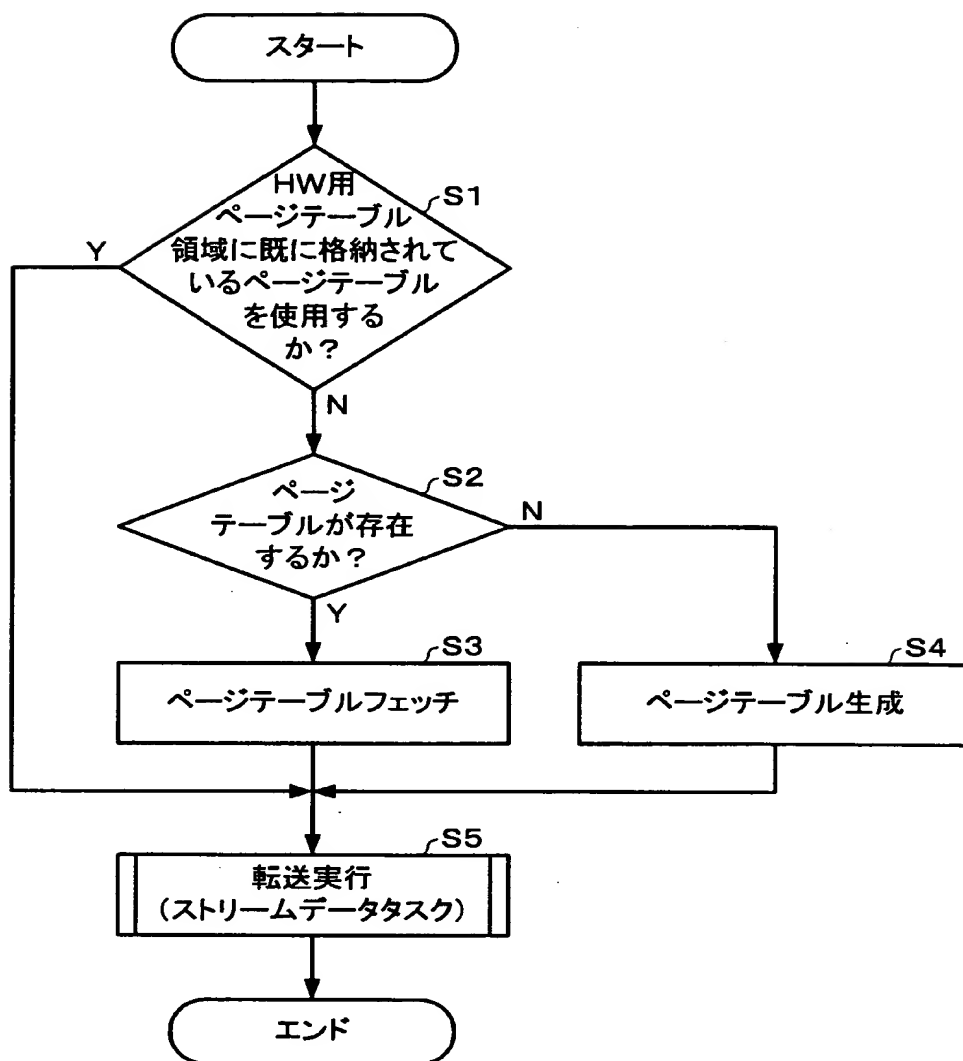 スタート
HW用
ページテーブル
領域に既に格納されて
いるページテーブル
を使用する
か？
S1
Y
N
ページ
テーブルが存在
するか？
S2
N
Y
S3
ページテーブルフェッチ
S4
ページテーブル生成
S5
転送実行
（ストリームデータタスク）
エンド